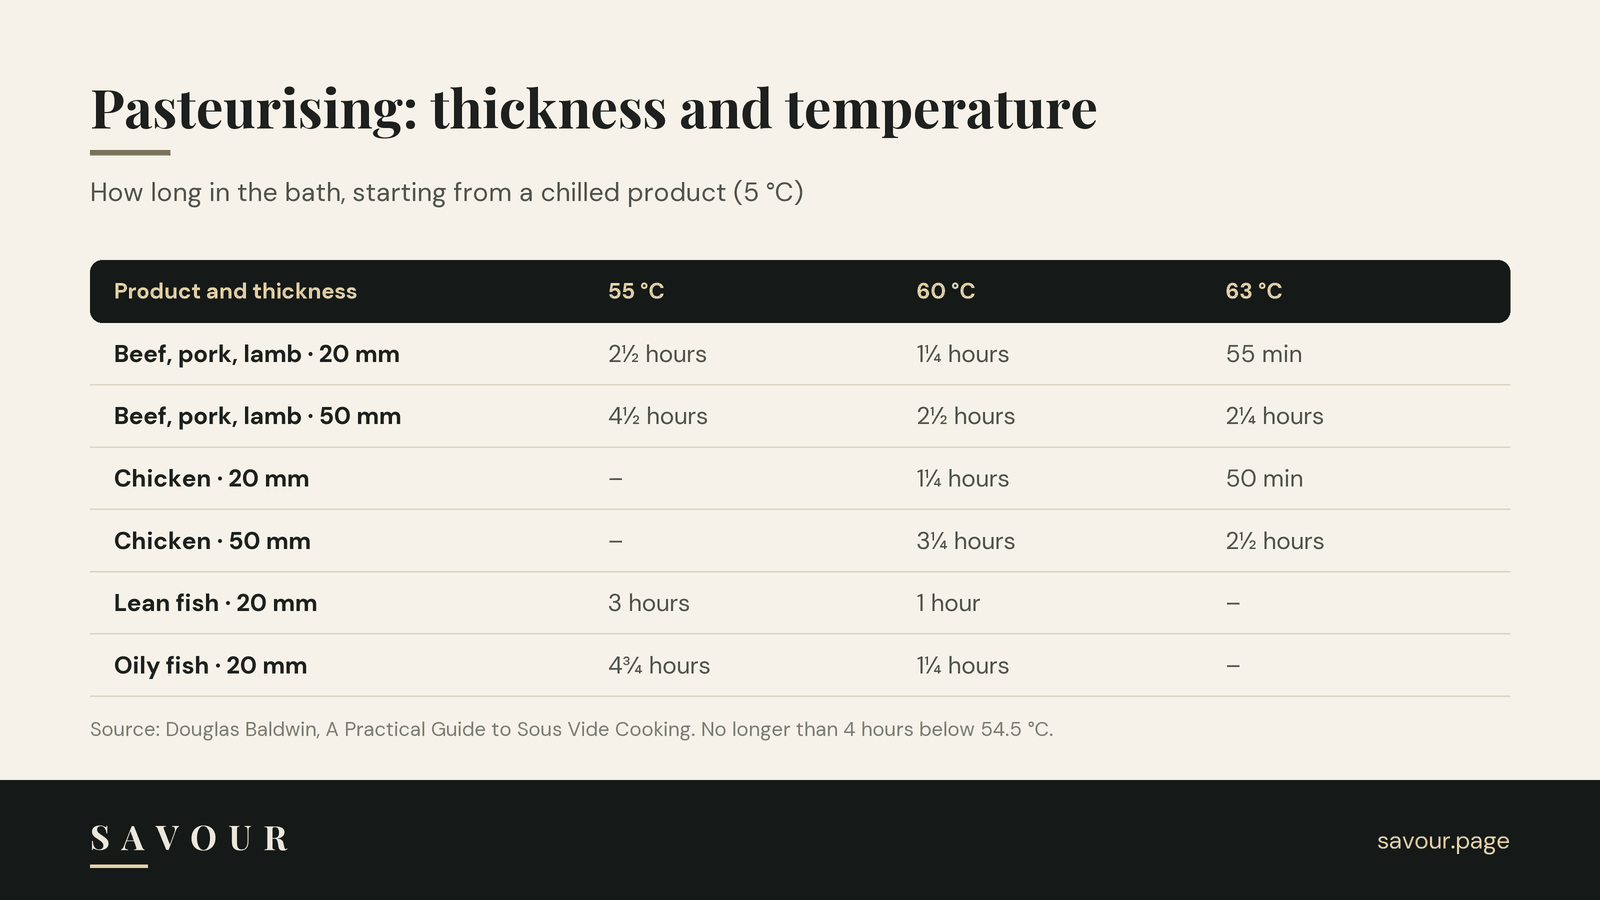 Pasteurising: thickness and temperature
How long in the bath, starting from a chilled product (5 °C)
Product and thickness 55 °C 60 °C 63 °C
Beef, pork, lamb · 20 mm 2½ hours 1¼ hours 55 min
Beef, pork, lamb · 50 mm 4½ hours 2½ hours 2¼ hours
Chicken · 20 mm – 1¼ hours 50 min
Chicken · 50 mm – 3¼ hours 2½ hours
Lean fish · 20 mm 3 hours 1 hour –
Oily fish · 20 mm 4¾ hours 1¼ hours –
Source: Douglas Baldwin, A Practical Guide to Sous Vide Cooking. No longer than 4 hours below 54.5 °C.
SAVOUR savour.page